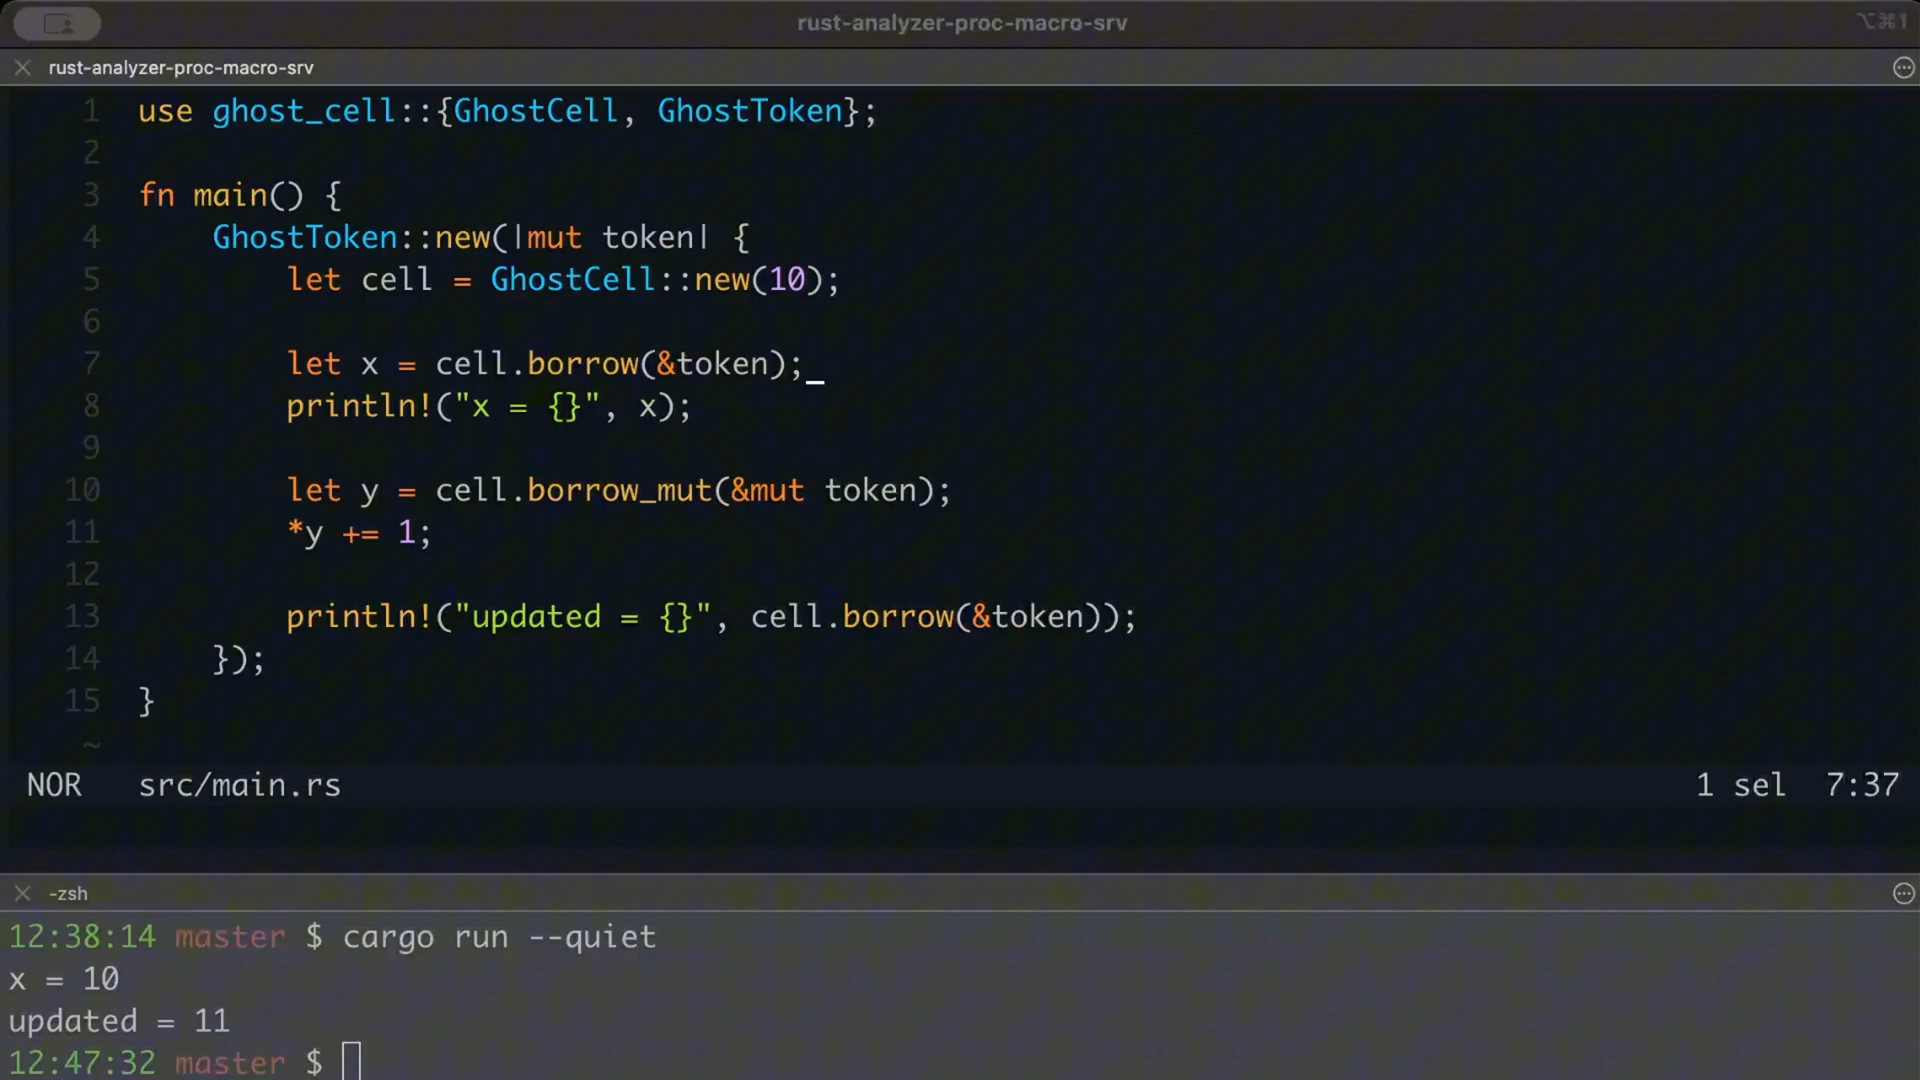 rust-analyzer-proc-macro-srv
⌥⌘1
rust-analyzer-proc-macro-srv
1 use ghost_cell::{GhostCell, GhostToken};
2
3 fn main() {
4     GhostToken::new(|mut token| {
5         let cell = GhostCell::new(10);
6
7         let x = cell.borrow(&token);
8         println!("x = {}", x);
9
10         let y = cell.borrow_mut(&mut token);
11         *y += 1;
12
13         println!("updated = {}", cell.borrow(&token));
14     });
15 }
~
NOR src/main.rs 1 sel 7:37
-zsh
12:38:14 master $ cargo run --quiet
x = 10
updated = 11
12:47:32 master $